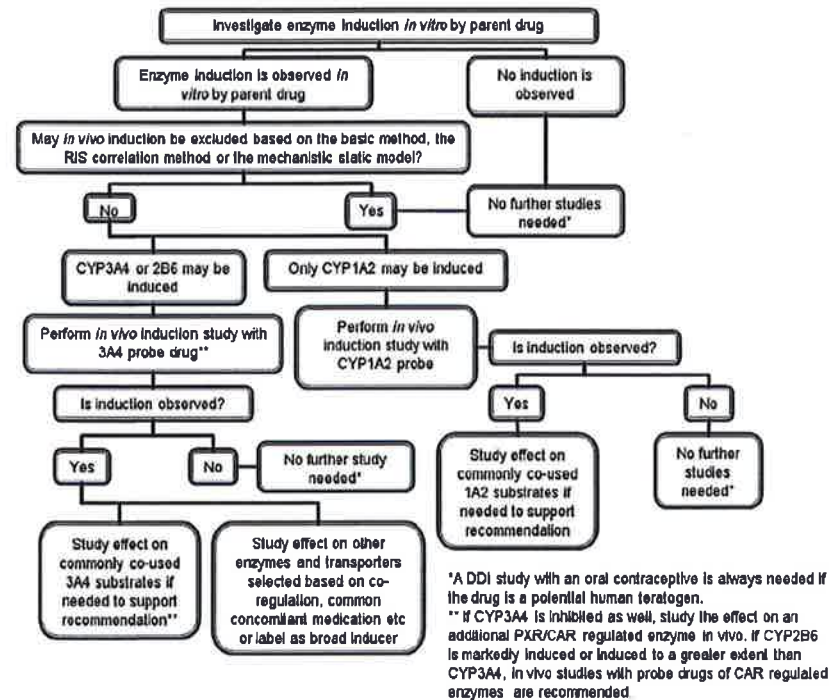 Investigate enzyme induction in vitro by parent drug
Enzyme induction is observed in
vitro by parent drug
No induction is
observed
May in vivo induction be excluded based on the basic method, the
RIS correlation method or the mechanistic static model?
No
Yes
No further studies
needed*
CYP3A4 or 2B6 may be
induced
Only CYP1A2 may be induced
Perform in vivo induction study with
3A4 probe drug**
Perform in vivo
induction study with
CYP1A2 probe
Is induction observed?
Is induction observed?
Yes
No
Yes
No
No further study
needed*
Study effect on
commonly co-used
1A2 substrates if
needed to support
recommendation
No further
studies
needed*
Study effect on
commonly co-used
3A4 substrates if
needed to support
recommendation**
Study effect on other
enzymes and transporters
selected based on co-
regulation, common
concomitant medication etc
or label as broad inducer
*A DDI study with an oral contraceptive is always needed if
the drug is a potential human teratogen.
** If CYP3A4 is inhibited as well, study the effect on an
additional PXR/CAR regulated enzyme in vivo. If CYP2B6
is markedly induced or induced to a greater extent than
CYP3A4, in vivo studies with probe drugs of CAR regulated
enzymes are recommended